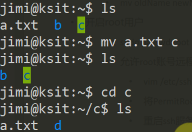 jimi@ksit:~$ ls
a.txt b c
jimi@ksit:~$ mv a.txt c
jimi@ksit:~$ ls
b c
jimi@ksit:~$ cd c
jimi@ksit:~/c$ ls
a.txt d